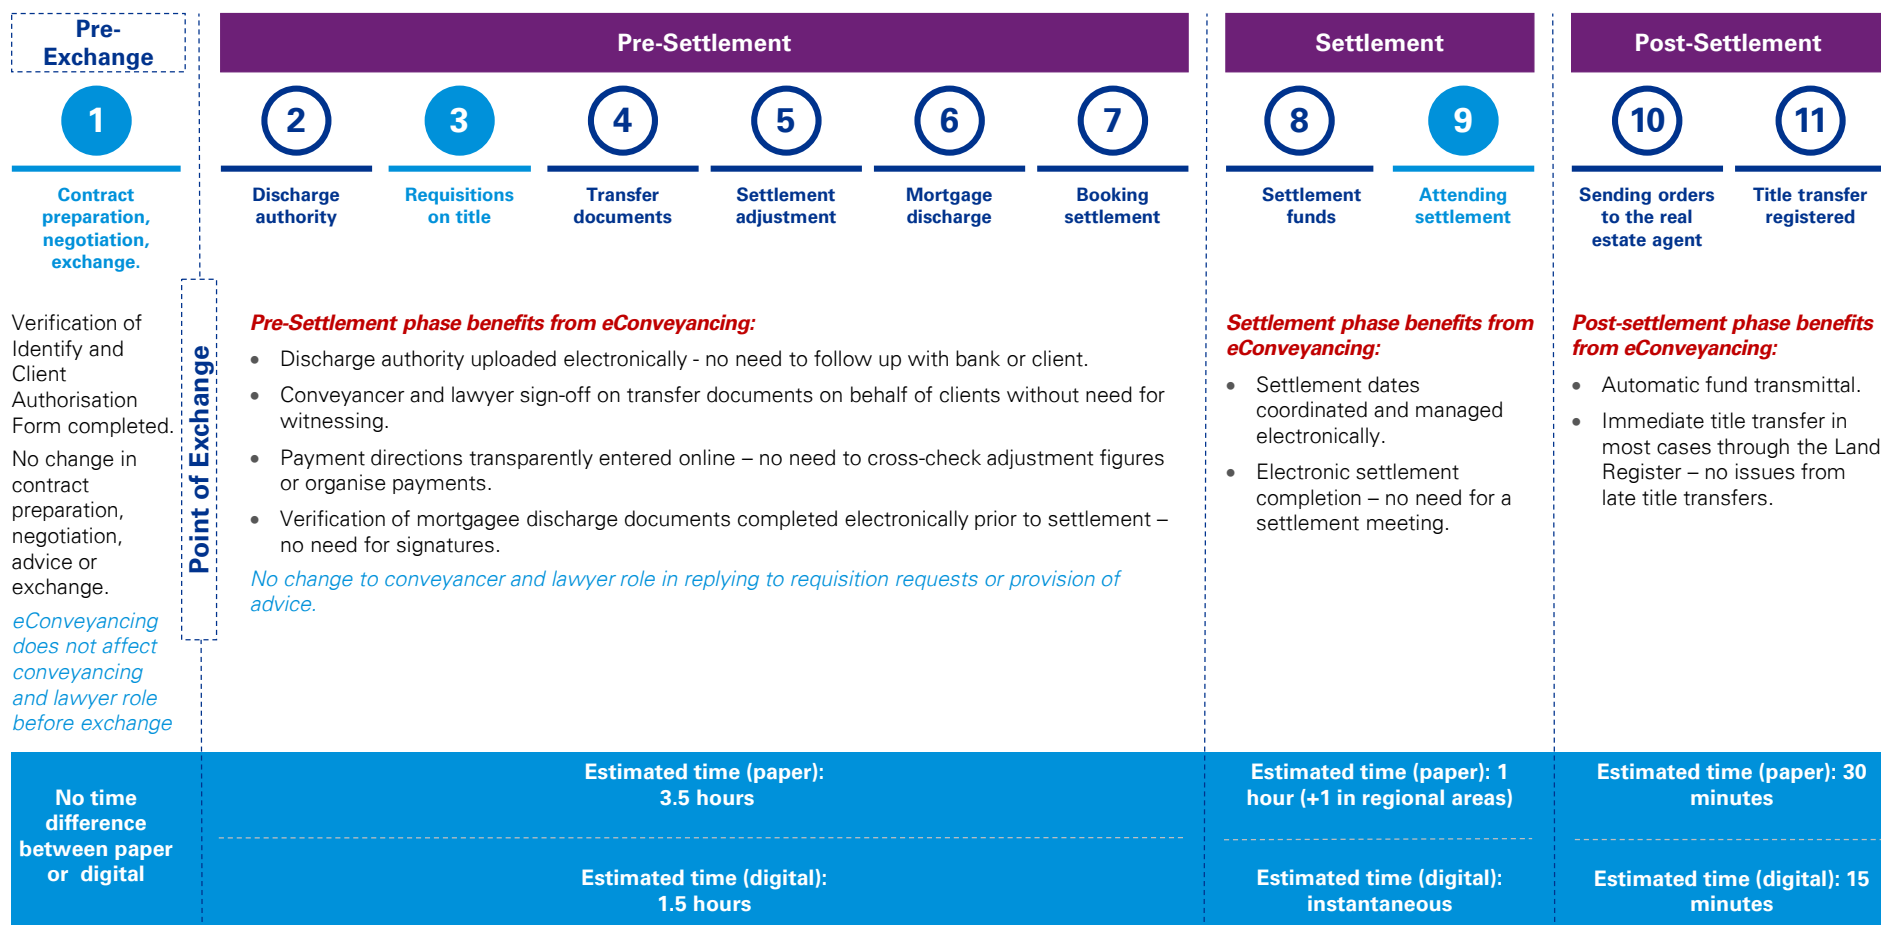 Pre-
Exchange
Pre-Settlement
Settlement
Post-Settlement
1
2
3
4
5
6
7
8
9
10
11
Contract
preparation,
negotiation,
exchange.
Discharge
authority
Requisitions
on title
Transfer
documents
Settlement
adjustment
Mortgage
discharge
Booking
settlement
Settlement
funds
Attending
settlement
Sending orders
to the real
estate agent
Title transfer
registered
Verification of
Identify and
Client
Authorisation
Form completed.
No change in
contract
preparation,
negotiation,
advice or
exchange.
eConveyancing
does not affect
conveyancing
and lawyer role
before exchange
Point of Exchange
Pre-Settlement phase benefits from eConveyancing:
• Discharge authority uploaded electronically - no need to follow up with bank or client.
• Conveyancer and lawyer sign-off on transfer documents on behalf of clients without need for
witnessing.
• Payment directions transparently entered online – no need to cross-check adjustment figures
or organise payments.
• Verification of mortgagee discharge documents completed electronically prior to settlement –
no need for signatures.
No change to conveyancer and lawyer role in replying to requisition requests or provision of
advice.
Settlement phase benefits from
eConveyancing:
• Settlement dates
coordinated and managed
electronically.
• Electronic settlement
completion – no need for a
settlement meeting.
Post-settlement phase benefits
from eConveyancing:
• Automatic fund transmittal.
• Immediate title transfer in
most cases through the Land
Register – no issues from
late title transfers.
No time
difference
between paper
or digital
Estimated time (paper):
3.5 hours
Estimated time (digital):
1.5 hours
Estimated time (paper): 1
hour (+1 in regional areas)
Estimated time (digital):
instantaneous
Estimated time (paper): 30
minutes
Estimated time (digital): 15
minutes